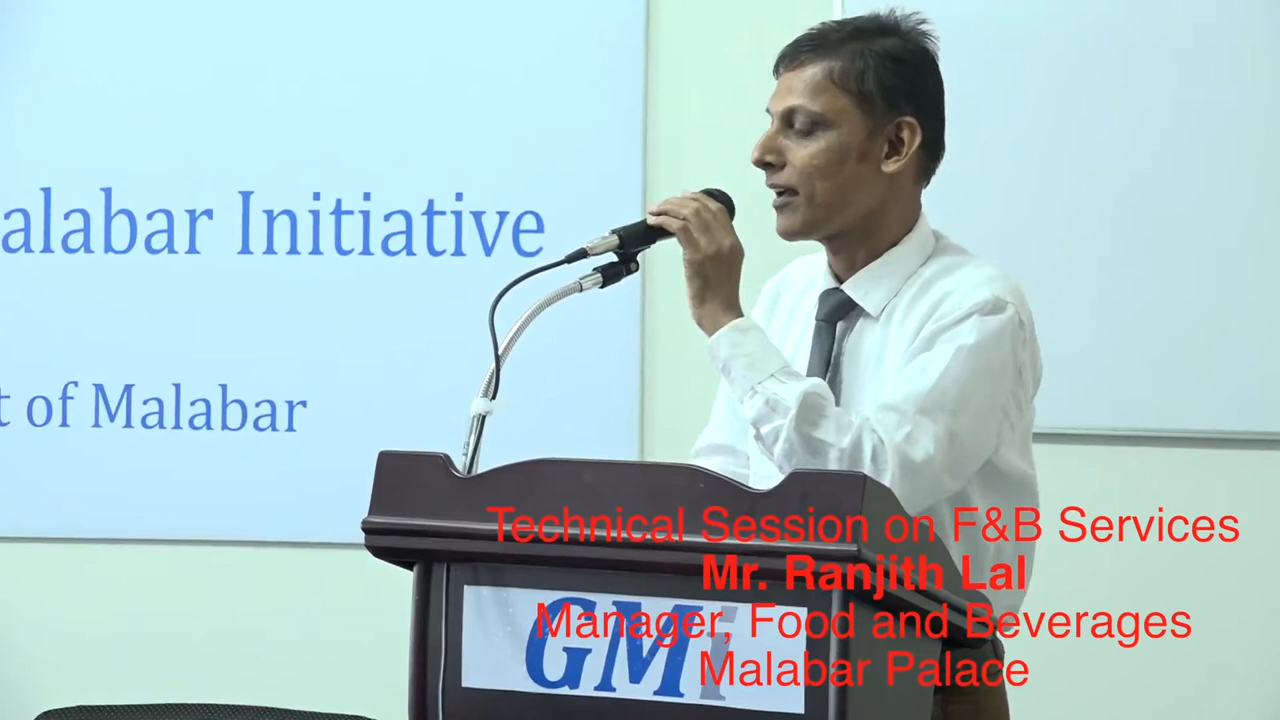 alabar Initiative
t of Malabar
Technical Session on F&B Services
Mr. Ranjith Lal
Manager, Food and Beverages
Malabar Palace
GMi